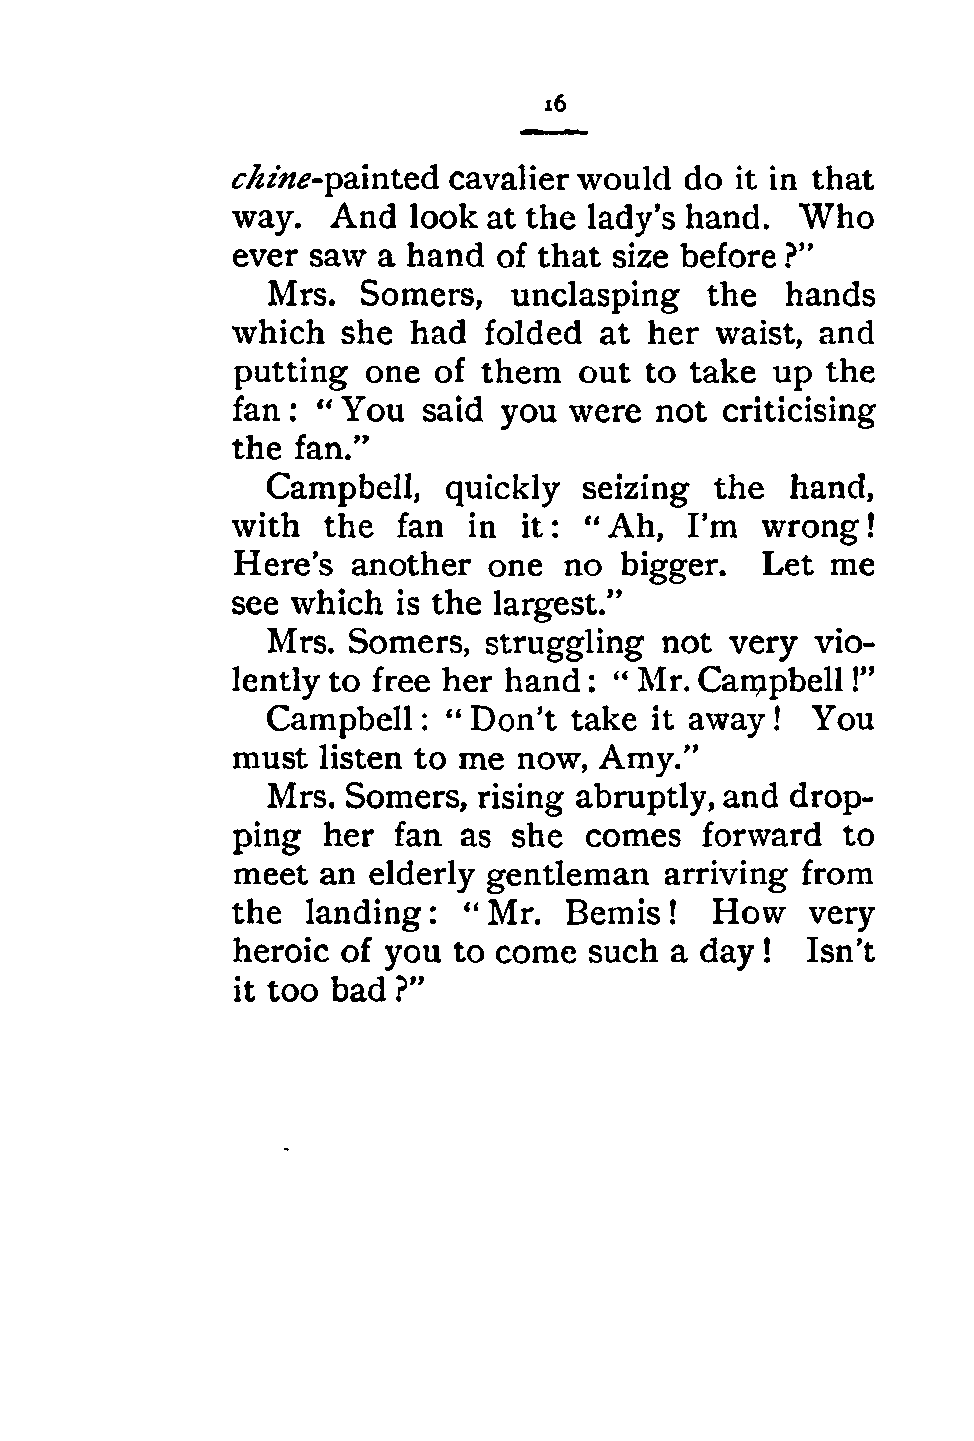 16
chine-painted cavalier would do it in that
way. And look at the lady's hand. Who
ever saw a hand of that size before?"
Mrs. Somers, unclasping the hands
which she had folded at her waist, and
putting one of them out to take up the
fan: "You said you were not criticising
the fan."
Campbell, quickly seizing the hand,
with the fan in it: "Ah, I'm wrong!
Here's another one no bigger. Let me
see which is the largest."
Mrs. Somers, struggling not very vio-
lently to free her hand: "Mr. Campbell!"
Campbell: "Don't take it away! You
must listen to me now, Amy."
Mrs. Somers, rising abruptly, and drop-
ping her fan as she comes forward to
meet an elderly gentleman arriving from
the landing: "Mr. Bemis! How very
heroic of you to come such a day! Isn't
it too bad?"